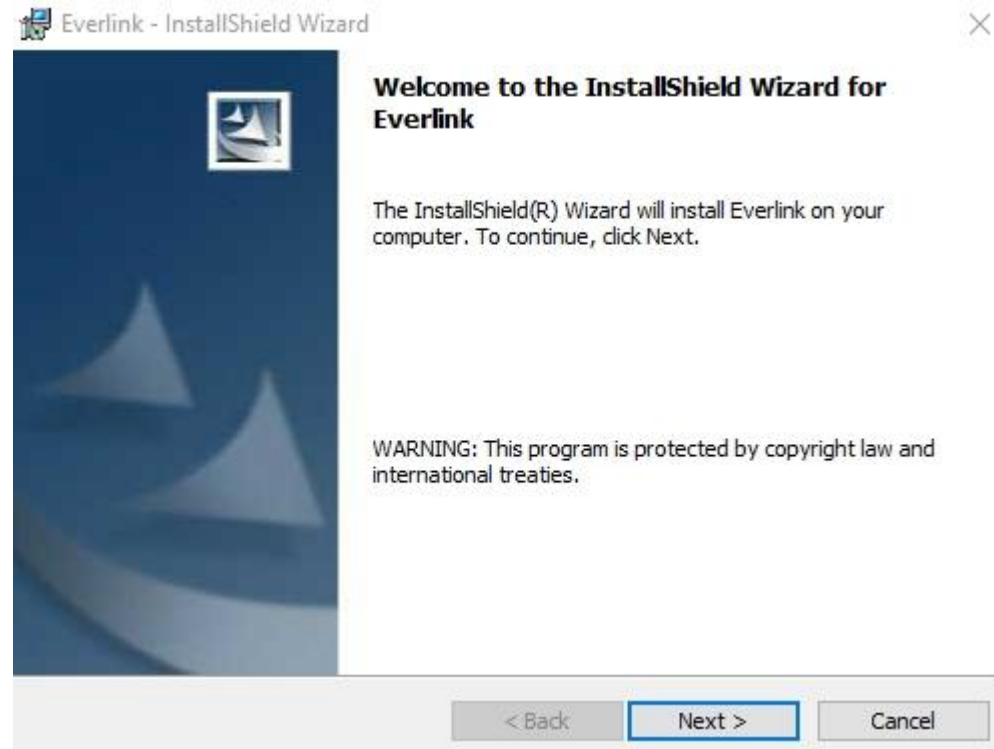 Everlink - InstallShield Wizard
Welcome to the InstallShield Wizard for
Everlink
The InstallShield(R) Wizard will install Everlink on your
computer. To continue, click Next.
WARNING: This program is protected by copyright law and
international treaties.
< Back Next > Cancel